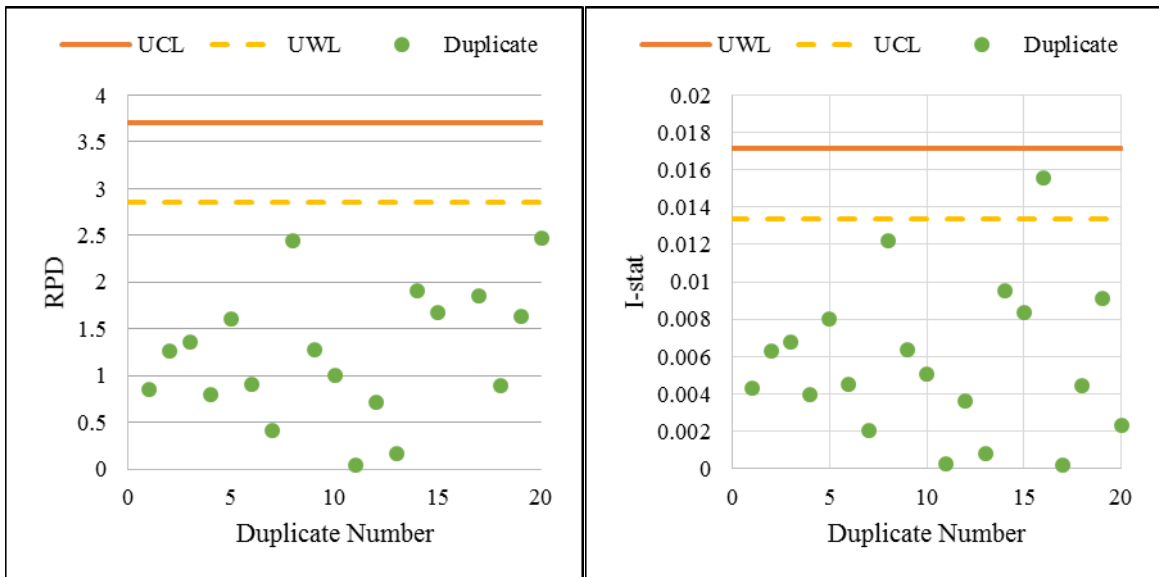 UCL UWL Duplicate
4
3.5
3
2.5
2
1.5
1
0.5
0
RPD
0 5 10 15 20
Duplicate Number
UWL UCL Duplicate
0.02
0.018
0.016
0.014
0.012
0.01
0.008
0.006
0.004
0.002
0
I-stat
0 5 10 15 20
Duplicate Number